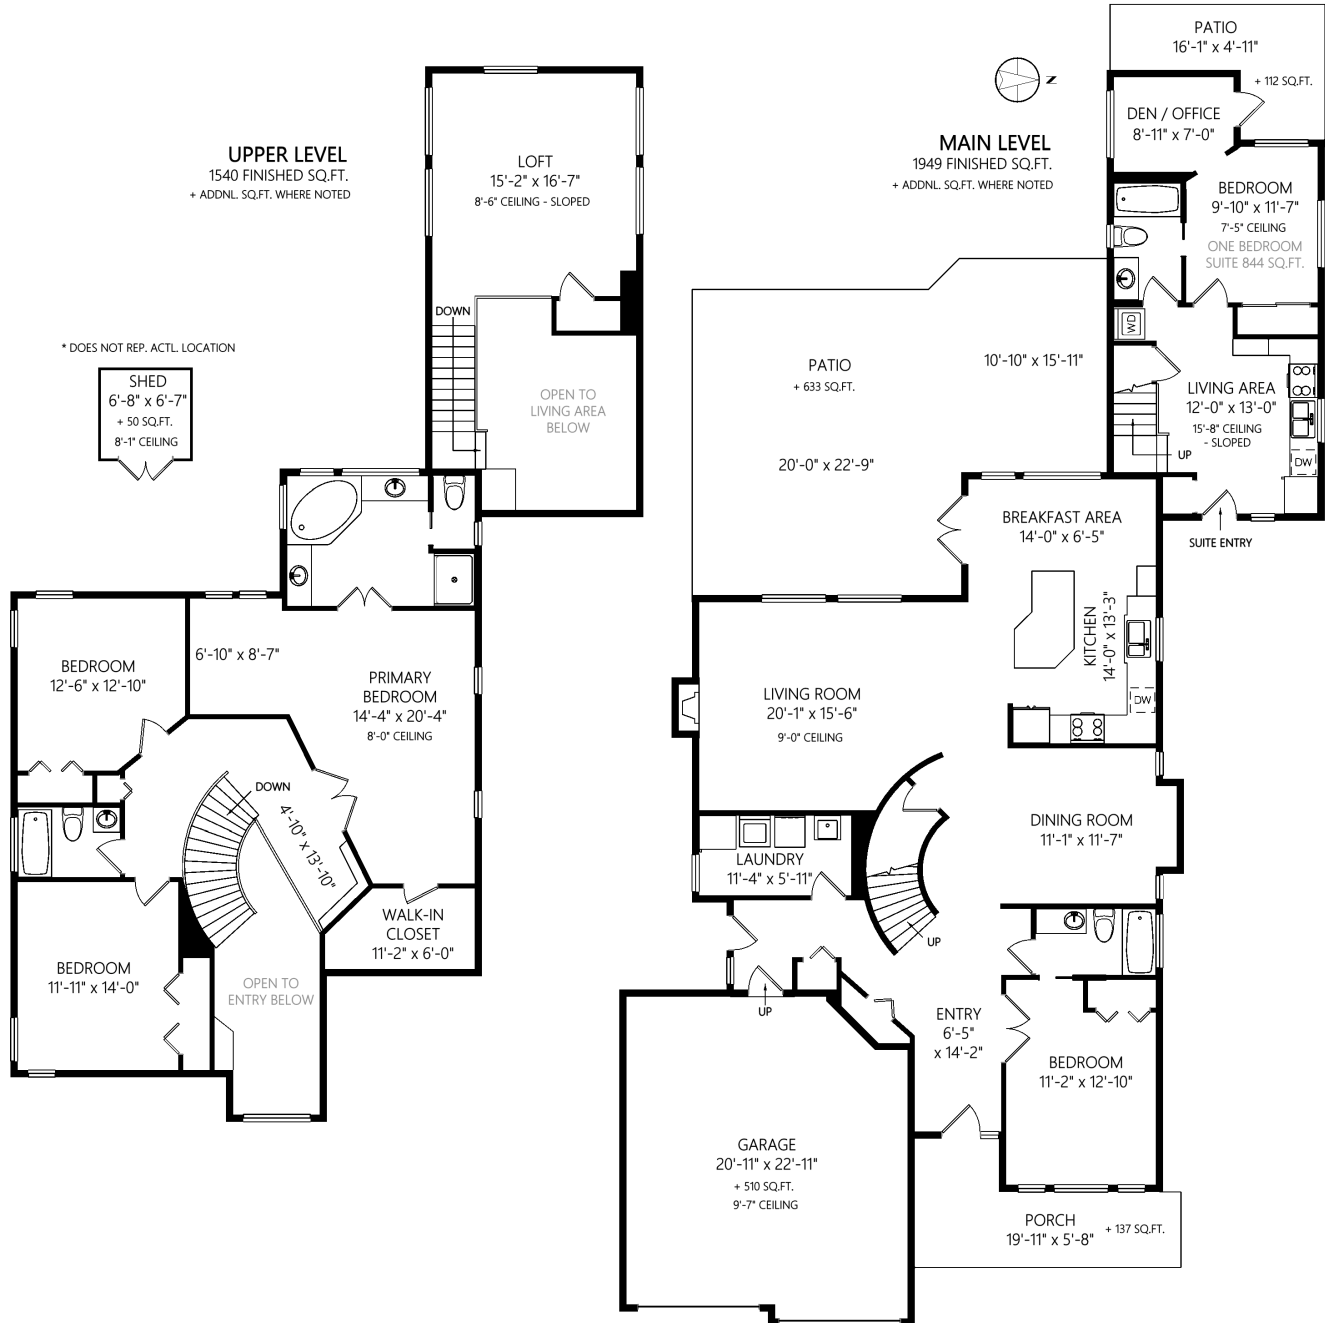 UPPER LEVEL
1540 FINISHED SQ.FT.
+ ADDNL. SQ.FT. WHERE NOTED
LOFT
15'-2" x 16'-7"
8'-6" CEILING - SLOPED
DOWN
OPEN TO
LIVING AREA
BELOW
* DOES NOT REP. ACTL. LOCATION
SHED
6'-8" x 6'-7"
+ 50 SQ.FT.
8'-1" CEILING
BEDROOM
12'-6" x 12'-10"
6'-10" x 8'-7"
PRIMARY
BEDROOM
14'-4" x 20'-4"
8'-0" CEILING
DOWN
4'-10" x 13'-10"
WALK-IN
CLOSET
11'-2" x 6'-0"
BEDROOM
11'-11" x 14'-0"
OPEN TO
ENTRY BELOW
N
MAIN LEVEL
1949 FINISHED SQ.FT.
+ ADDNL. SQ.FT. WHERE NOTED
PATIO
16'-1" x 4'-11"
+ 112 SQ.FT.
DEN / OFFICE
8'-11" x 7'-0"
BEDROOM
9'-10" x 11'-7"
7'-5" CEILING
ONE BEDROOM
SUITE 844 SQ.FT.
WD
LIVING AREA
12'-0" x 13'-0"
15'-8" CEILING
- SLOPED
UP
DW
SUITE ENTRY
PATIO
+ 633 SQ.FT.
10'-10" x 15'-11"
20'-0" x 22'-9"
BREAKFAST AREA
14'-0" x 6'-5"
KITCHEN
14'-0" x 13'-3"
DW
LIVING ROOM
20'-1" x 15'-6"
9'-0" CEILING
DINING ROOM
11'-1" x 11'-7"
LAUNDRY
11'-4" x 5'-11"
UP
UP
ENTRY
6'-5"
x 14'-2"
BEDROOM
11'-2" x 12'-10"
GARAGE
20'-11" x 22'-11"
+ 510 SQ.FT.
9'-7" CEILING
PORCH
19'-11" x 5'-8"
+ 137 SQ.FT.